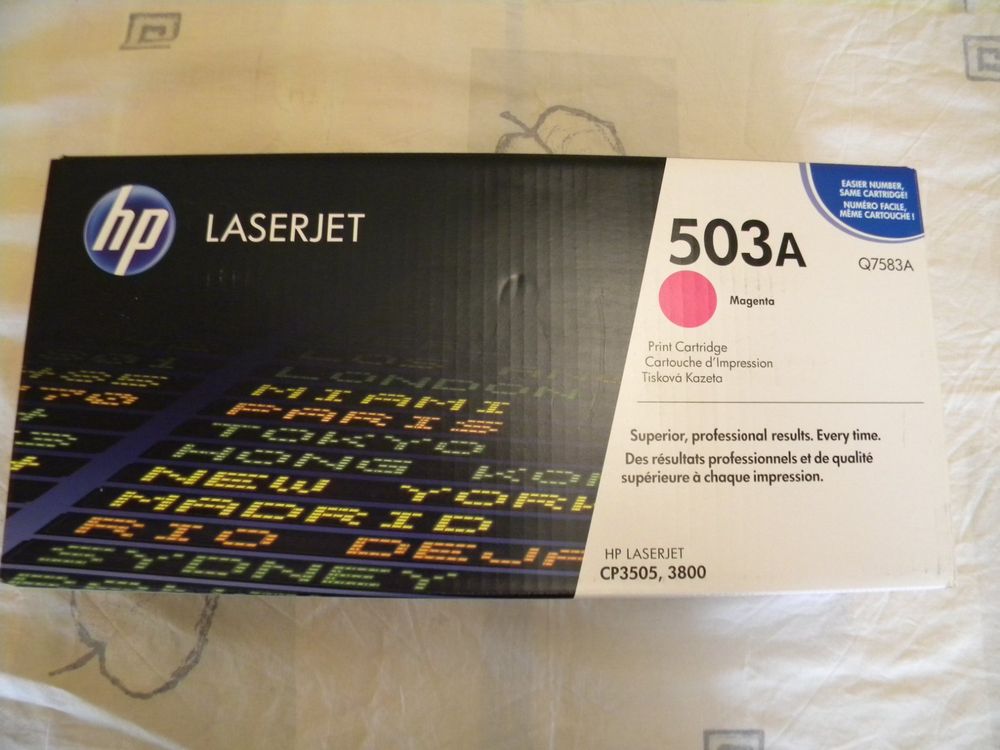 hp
LASERJET
503A
EASIER NUMBER,
SAME CARTRIDGE!
NUMÉRO FACILE,
MÊME CARTOUCHE !
Q7583A
Magenta
Print Cartridge
Cartouche d'Impression
Tisková Kazeta
Superior, professional results. Every time.
Des résultats professionnels et de qualité
supérieure à chaque impression.
HP LASERJET
CP3505, 3800
LONDON
MIAMI
PARIS
TOKYO
HONG KO
NEW YORK
MADRID
RIO DEJA
SYDNEY